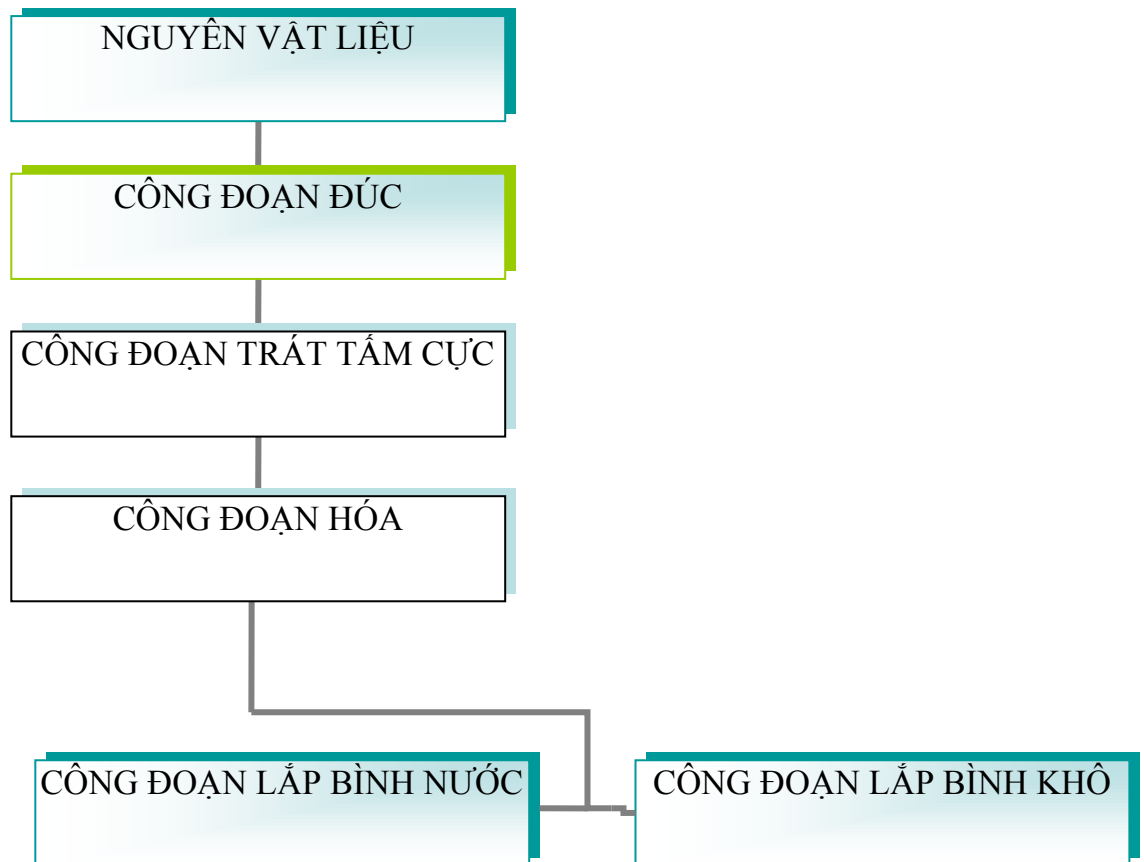 NGUYÊN VẬT LIỆU
CÔNG ĐOẠN ĐÚC
CÔNG ĐOẠN TRÁT TẤM CỰC
CÔNG ĐOẠN HÓA
CÔNG ĐOẠN LẮP BÌNH NƯỚC
CÔNG ĐOẠN LẮP BÌNH KHÔ